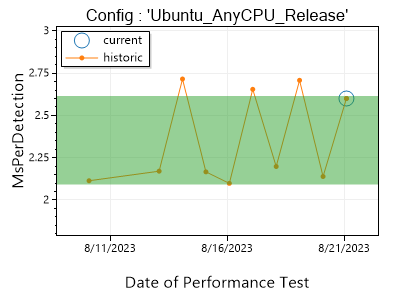 Config : 'Ubuntu_AnyCPU_Release'
current
historic
3
2.75
2.5
2.25
2
MsPerDetection
8/11/2023 8/16/2023 8/21/2023
Date of Performance Test